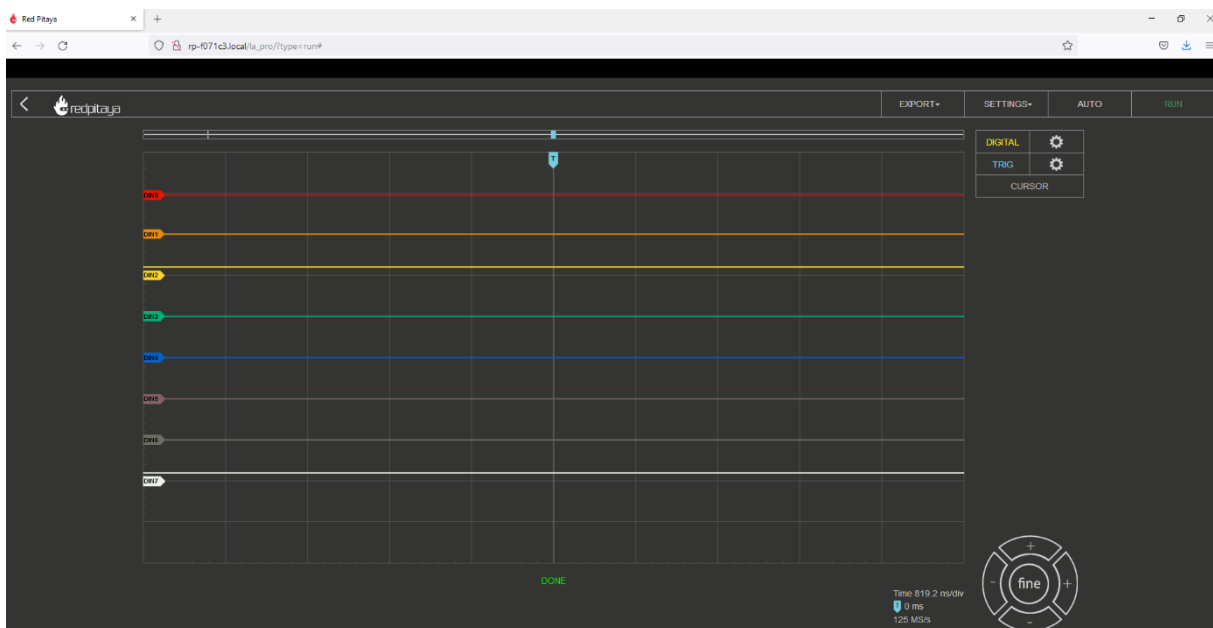 Red Pitaya
rp-f071c3.local/la_pro/?type=run#
redpitaya
EXPORT
SETTINGS
AUTO
RUN
DIGITAL
TRIG
CURSOR
T
DIN0
DIN1
DIN2
DIN3
DIN4
DIN5
DIN6
DIN7
DONE
+
- fine +
-
Time 819.2 ns/div
T 0 ms
125 MS/s